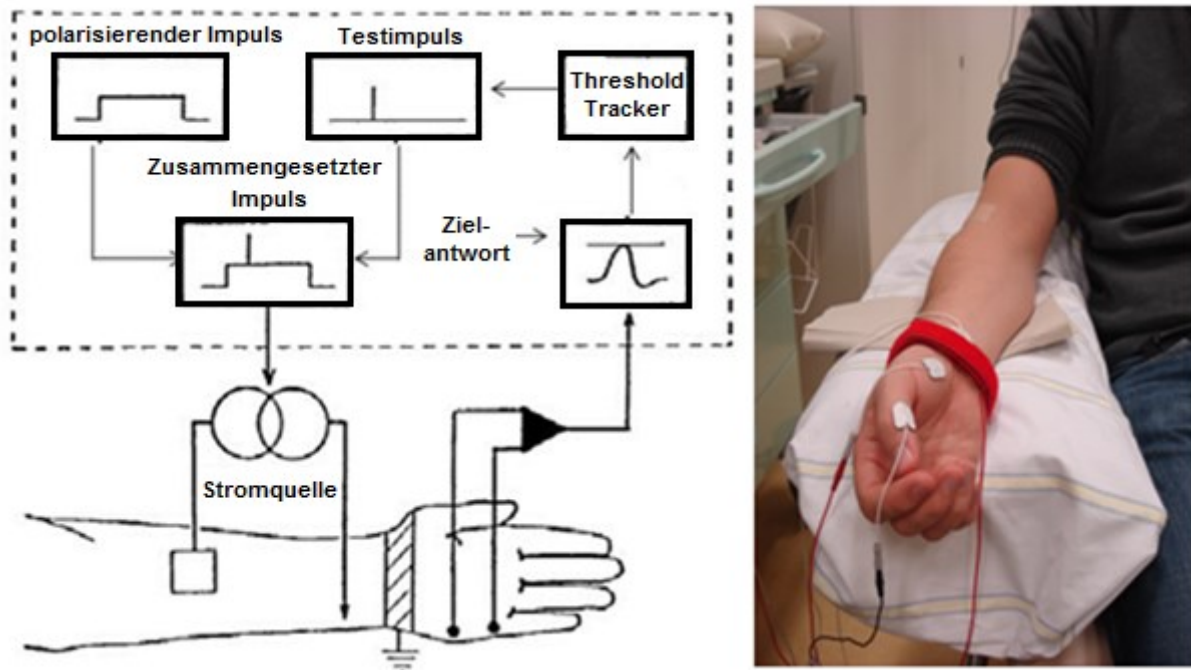 polarisierender Impuls
Testimpuls
Threshold
Tracker
Zusammengesetzter
Impuls
Ziel-
antwort
Stromquelle